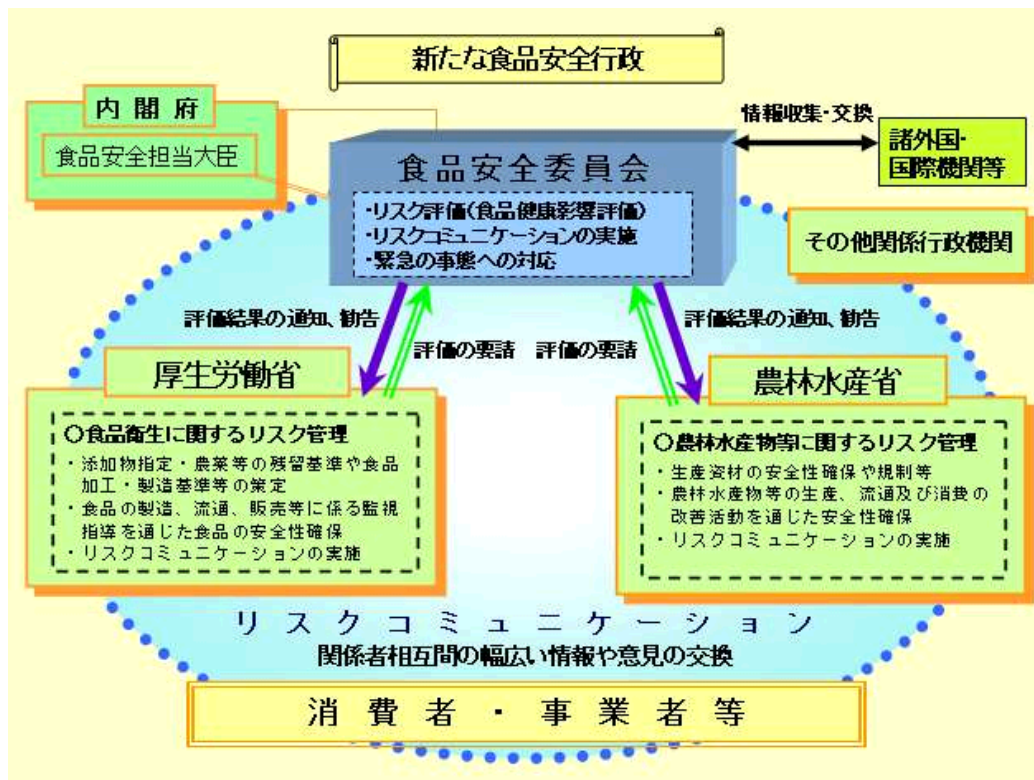 新たな食品安全行政
内閣府
食品安全担当大臣
情報収集・交換
諸外国・
国際機関等
食品安全委員会
・リスク評価(食品健康影響評価)
・リスクコミュニケーションの実施
・緊急の事態への対応
その他関係行政機関
評価結果の通知、勧告
評価の要請
評価の要請
評価結果の通知、勧告
厚生労働省
〇食品衛生に関するリスク管理
・添加物指定・農薬等の残留基準や食品
加工・製造基準等の策定
・食品の製造、流通、販売等に係る監視
指導を通じた食品の安全性確保
・リスクコミュニケーションの実施
農林水産省
〇農林水産物等に関するリスク管理
・生産資材の安全性確保や規制等
・農林水産物等の生産、流通及び消費の
改善活動を通じた安全性確保
・リスクコミュニケーションの実施
リスクコミュニケーション
関係者相互間の幅広い情報や意見の交換
消費者・事業者等